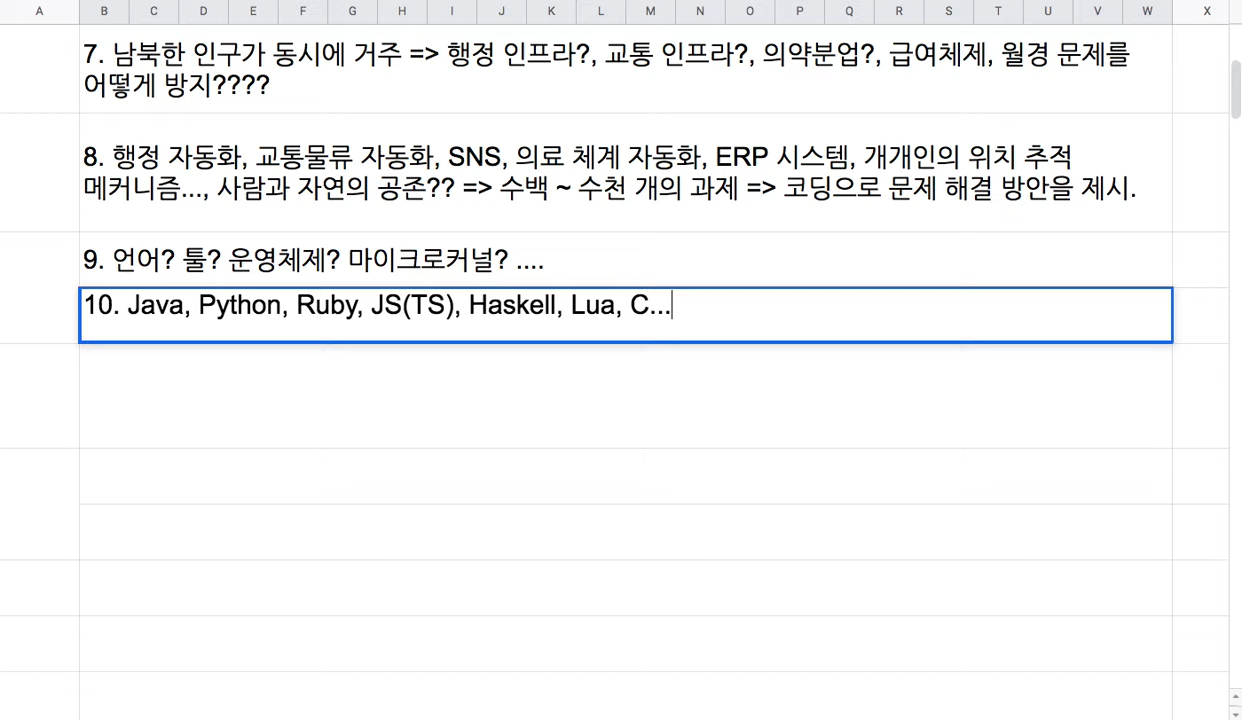 A B C D E F G H I J K L M N O P Q R S T U V W X
7. 남북한 인구가 동시에 거주 => 행정 인프라?, 교통 인프라?, 의약분업?, 급여체제, 월경 문제를
어떻게 방지????
8. 행정 자동화, 교통물류 자동화, SNS, 의료 체계 자동화, ERP 시스템, 개개인의 위치 추적
메커니즘..., 사람과 자연의 공존?? => 수백 ~ 수천 개의 과제 => 코딩으로 문제 해결 방안을 제시.
9. 언어? 툴? 운영체제? 마이크로커널? ....
10. Java, Python, Ruby, JS(TS), Haskell, Lua, C...